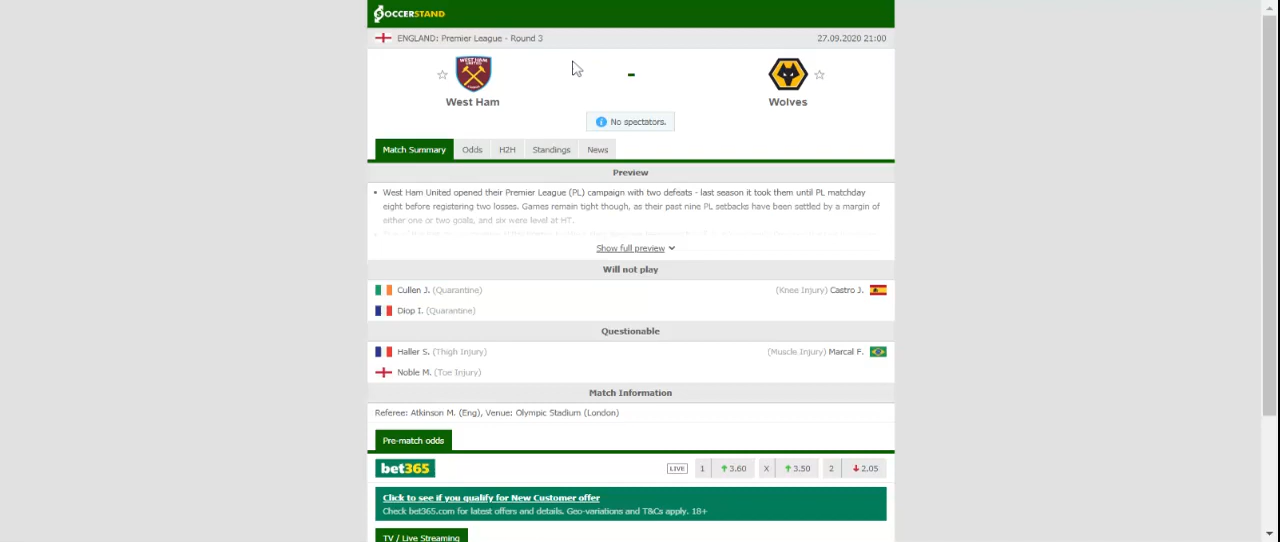 SOCCERSTAND
ENGLAND: Premier League - Round 3 27.09.2020 21:00
WEST HAM UNITED
-
West Ham Wolves
No spectators.
Match Summary Odds H2H Standings News
Preview
West Ham United opened their Premier League (PL) campaign with two defeats - last season it took them until PL matchday
eight before registering two losses. Games remain tight though, as their past nine PL setbacks have been settled by a margin of
either one or two goals, and six were level at HT.
Show full preview
Will not play
Cullen J. (Quarantine) (Knee Injury) Castro J.
Diop I. (Quarantine)
Questionable
Haller S. (Thigh Injury) (Muscle Injury) Marcal F.
Noble M. (Toe Injury)
Match Information
Referee: Atkinson M. (Eng), Venue: Olympic Stadium (London)
Pre-match odds
bet365 LIVE 1 3.60 X 3.50 2 2.05
Click to see if you qualify for New Customer offer
Check bet365.com for latest offers and details. Geo-variations and T&Cs apply. 18+
TV / Live Streaming